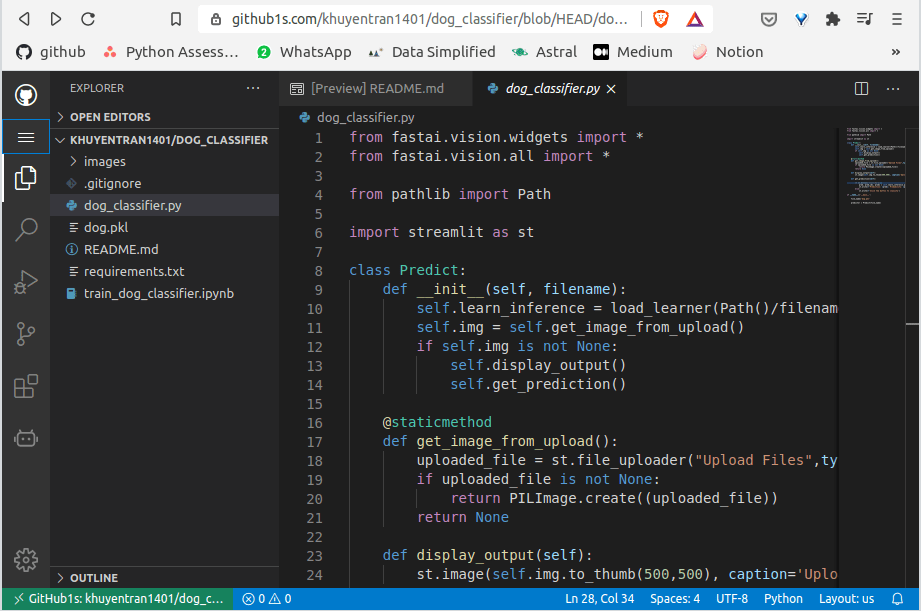 github1s.com/khuyentran1401/dog_classifier/blob/HEAD/do...
github
Python Assess...
2
WhatsApp
Data Simplified
Astral
Medium
Notion
»
EXPLORER
OPEN EDITORS
KHUYENTRAN1401/DOG_CLASSIFIER
images
.gitignore
dog_classifier.py
dog.pkl
README.md
requirements.txt
train_dog_classifier.ipynb
OUTLINE
[Preview] README.md
dog_classifier.py
dog_classifier.py
1 from fastai.vision.widgets import *
2 from fastai.vision.all import *
3
4 from pathlib import Path
5
6 import streamlit as st
7
8 class Predict:
9 def __init__(self, filename):
10 self.learn_inference = load_learner(Path()/filenam
11 self.img = self.get_image_from_upload()
12 if self.img is not None:
13 self.display_output()
14 self.get_prediction()
15
16 @staticmethod
17 def get_image_from_upload():
18 uploaded_file = st.file_uploader("Upload Files",ty
19 if uploaded_file is not None:
20 return PILImage.create((uploaded_file))
21 return None
22
23 def display_output(self):
24 st.image(self.img.to_thumb(500,500), caption='Uplo
GitHub1s: khuyentran1401/dog_c...
0
0
Ln 28, Col 34
Spaces: 4
UTF-8
Python
Layout: us